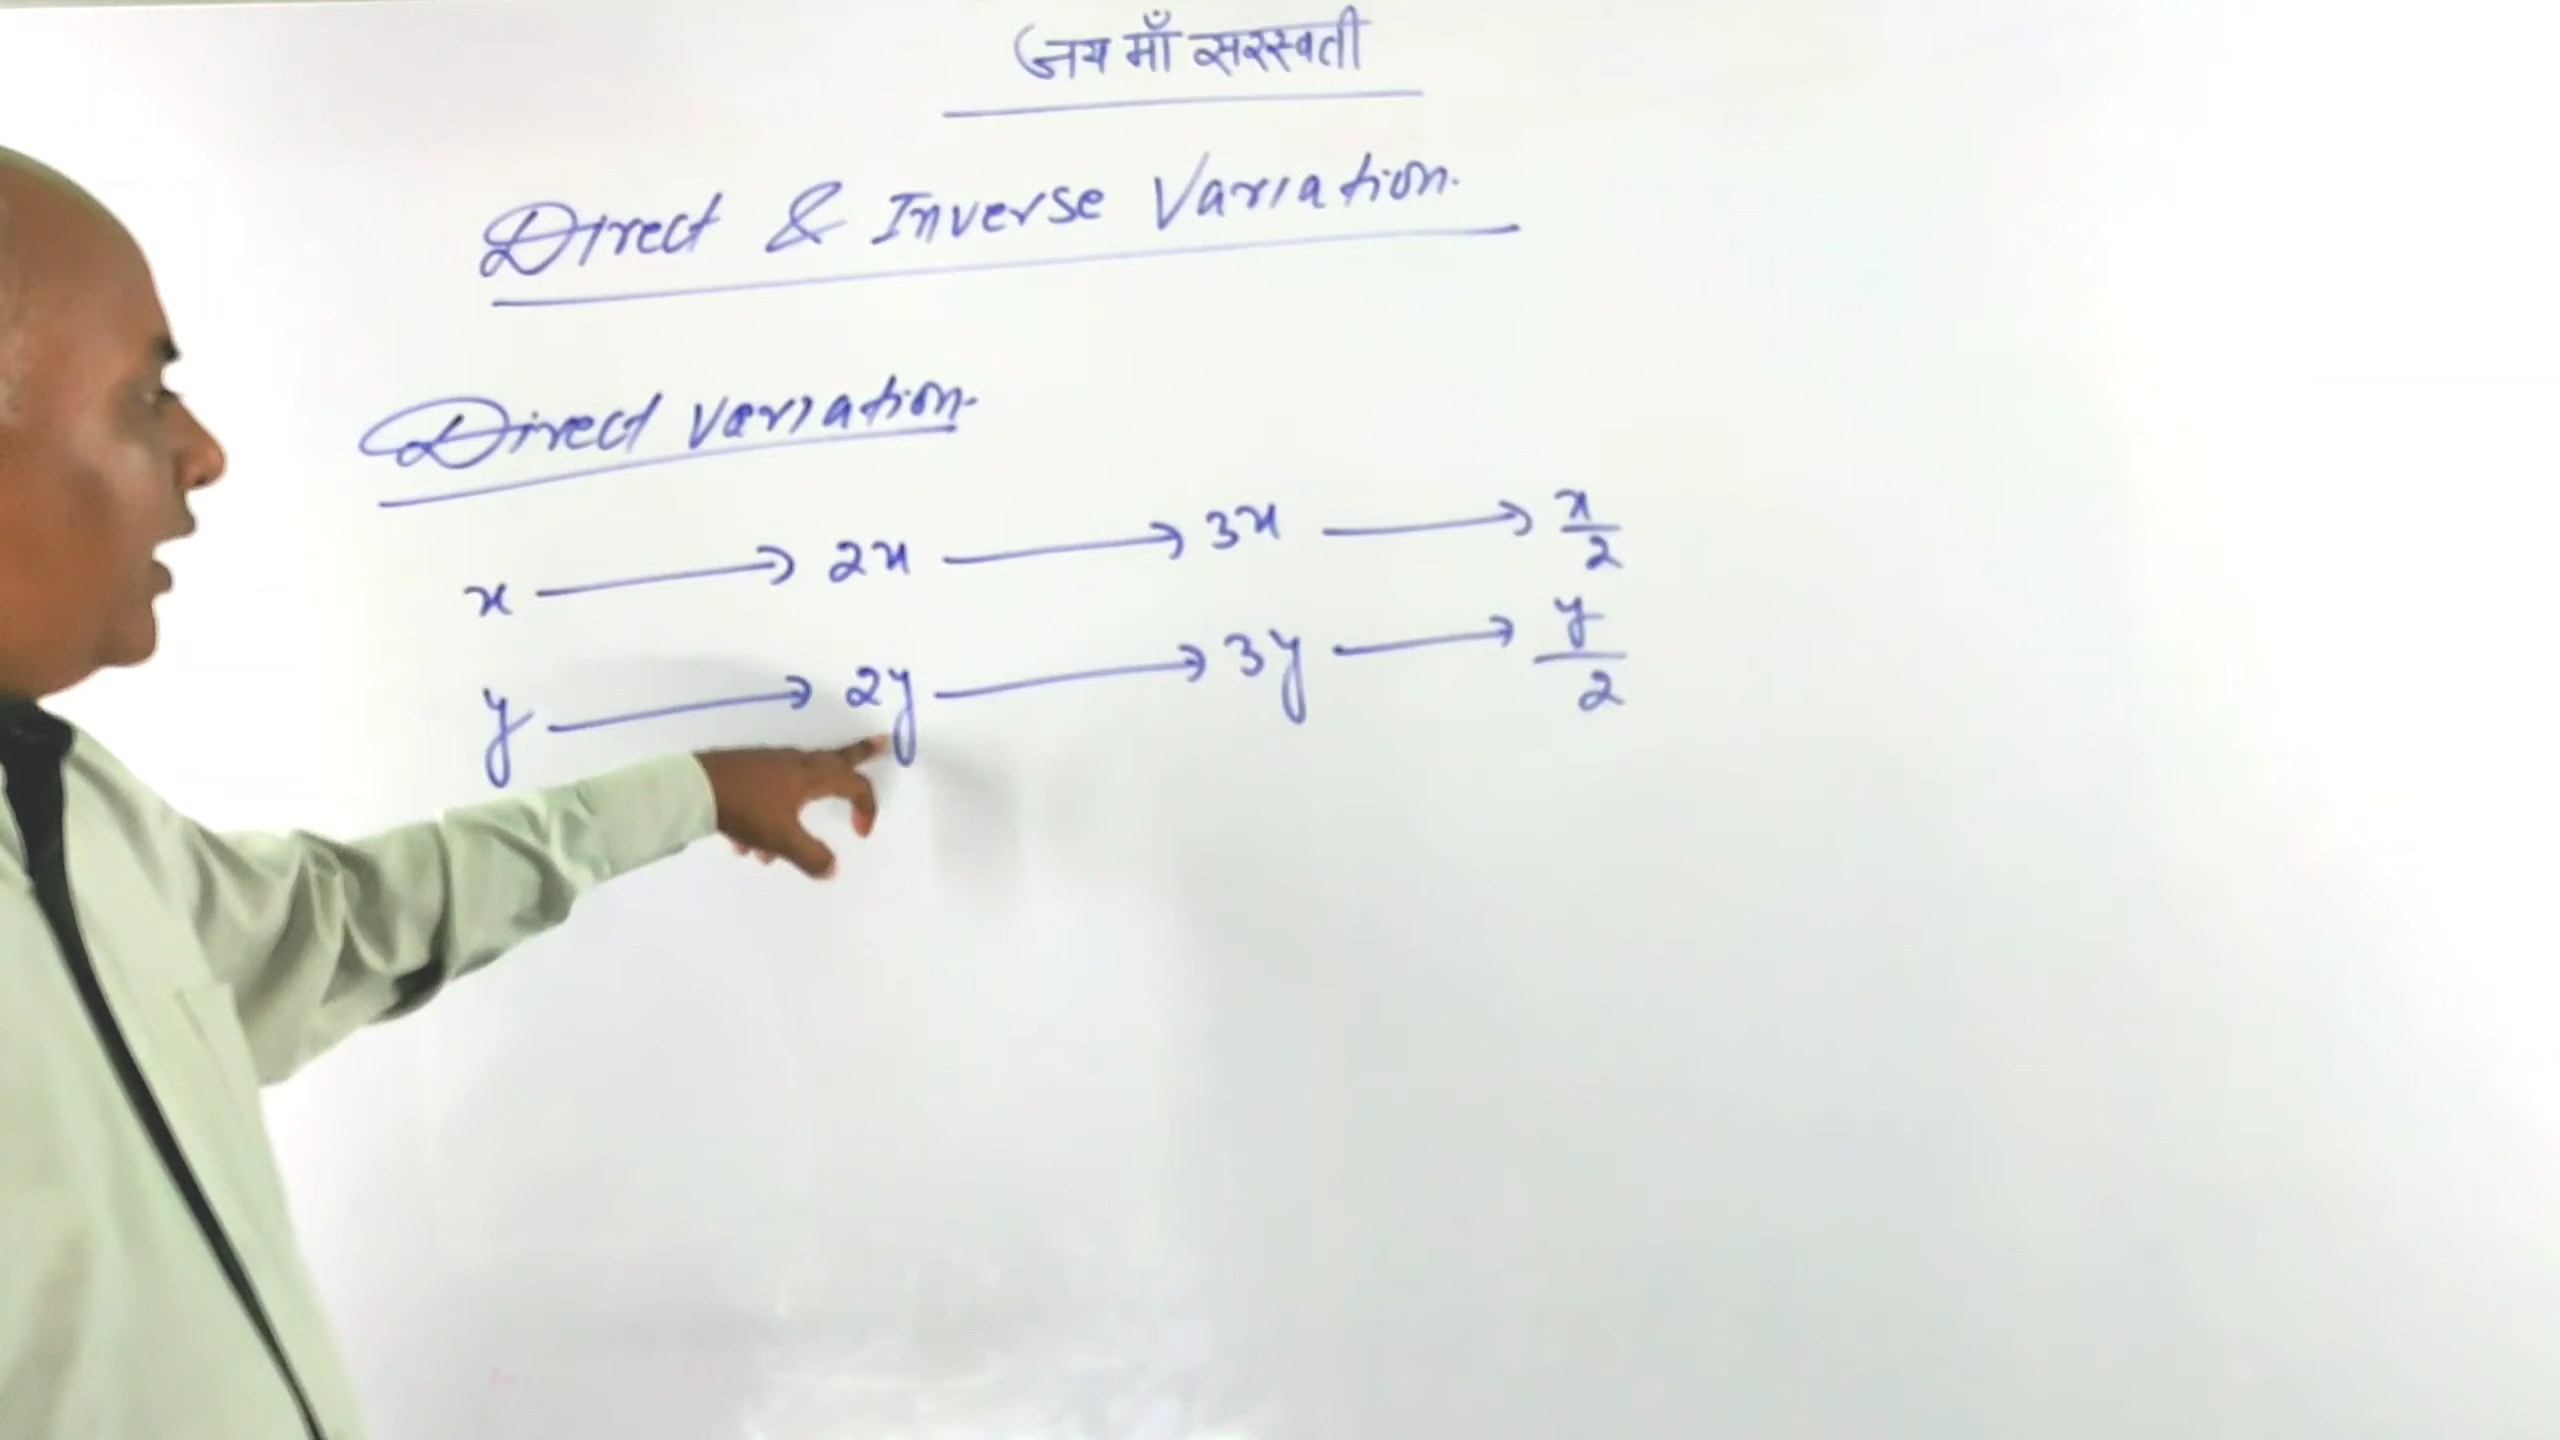 जय माँ सरस्वती
Direct & Inverse Variation.
Direct variation.
x → 2x → 3x → x/2
y → 2y → 3y → y/2